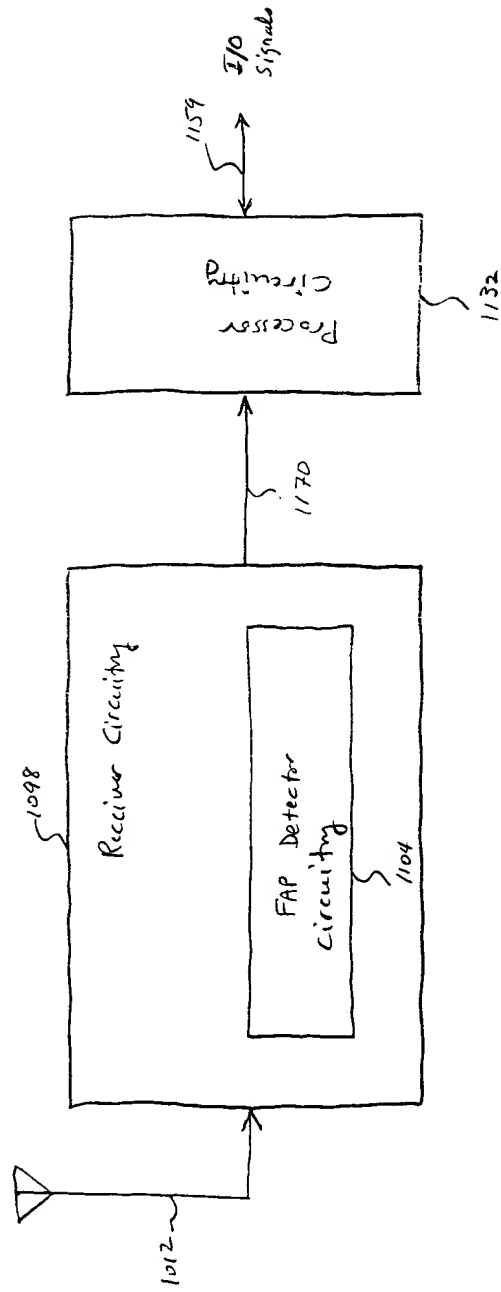 1012
1098
Receiver Circuitry
FAP Detector
Circuitry
1104
1170
Processor
Circuitry
1132
1159
I/O
Signals